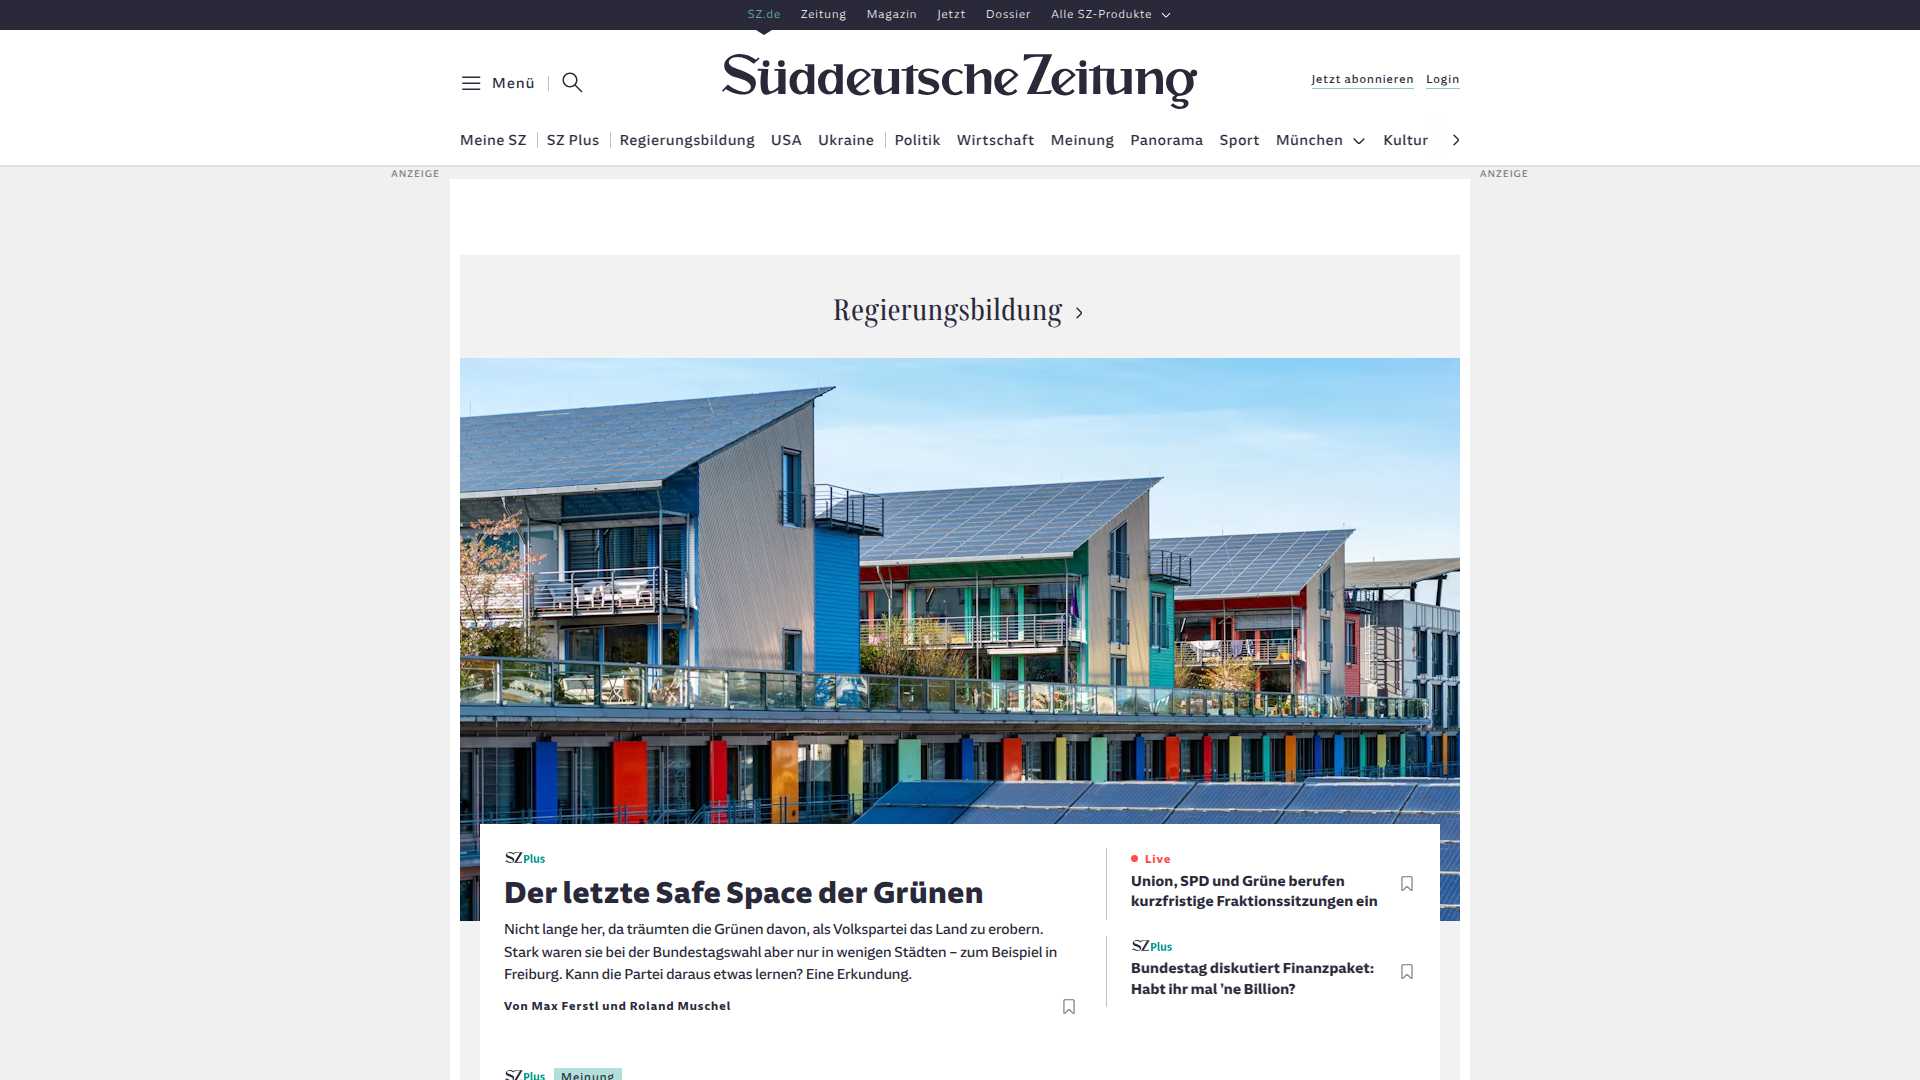 SZ.de Zeitung Magazin Jetzt Dossier Alle SZ-Produkte
Menü
Süddeutsche Zeitung
Jetzt abonnieren Login
Meine SZ SZ Plus Regierungsbildung USA Ukraine Politik Wirtschaft Meinung Panorama Sport München Kultur
ANZEIGE
ANZEIGE
Regierungsbildung
SZ Plus
Der letzte Safe Space der Grünen
Nicht lange her, da träumten die Grünen davon, als Volkspartei das Land zu erobern.
Stark waren sie bei der Bundestagswahl aber nur in wenigen Städten – zum Beispiel in
Freiburg. Kann die Partei daraus etwas lernen? Eine Erkundung.
Von Max Ferstl und Roland Muschel
Live
Union, SPD und Grüne berufen
kurzfristige Fraktionssitzungen ein
SZ Plus
Bundestag diskutiert Finanzpaket:
Habt ihr mal ’ne Billion?
SZ Plus Meinung